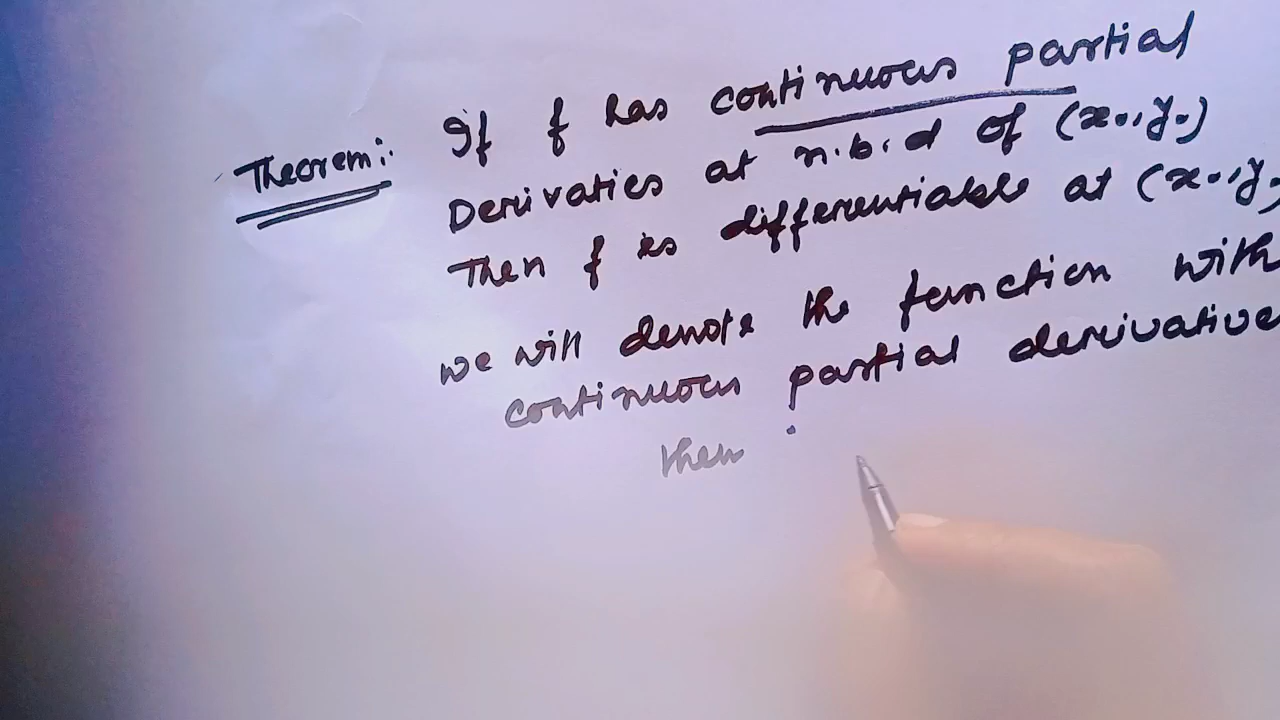 Theorem: If f has continuous partial
Derivaties at n.b.d of (x₀,y₀)
Then f is differentiable at (x₀,y₀
we will denote the function with
continuous partial derivative
then